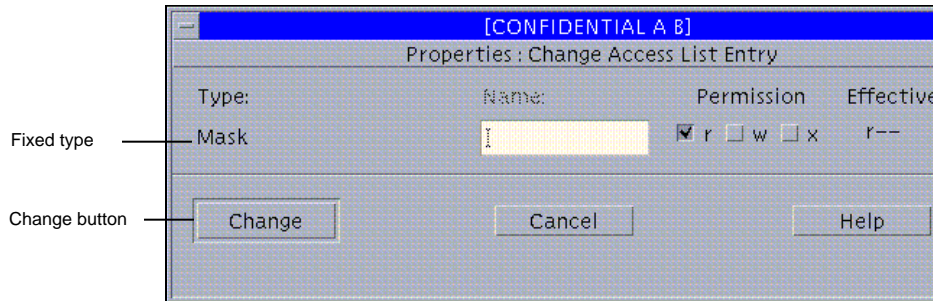 [CONFIDENTIAL A B]
Properties : Change Access List Entry
Type: Name: Permission Effective
Fixed type Mask r w x r--
Change button Change Cancel Help